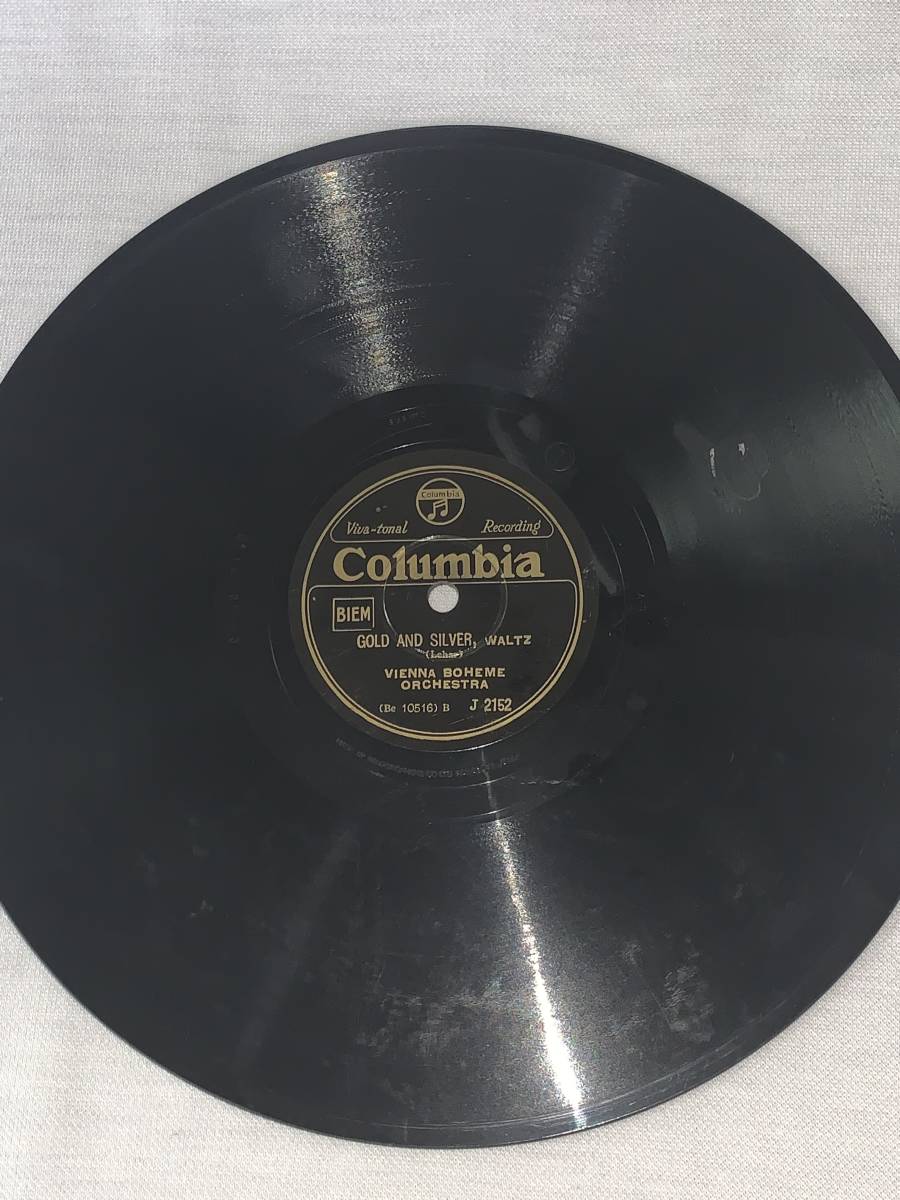 Columbia
Viva-tonal Recording
Columbia
BIEM
GOLD AND SILVER, WALTZ
(Lehar)
VIENNA BOHEME
ORCHESTRA
(Be 10516) B J 2152